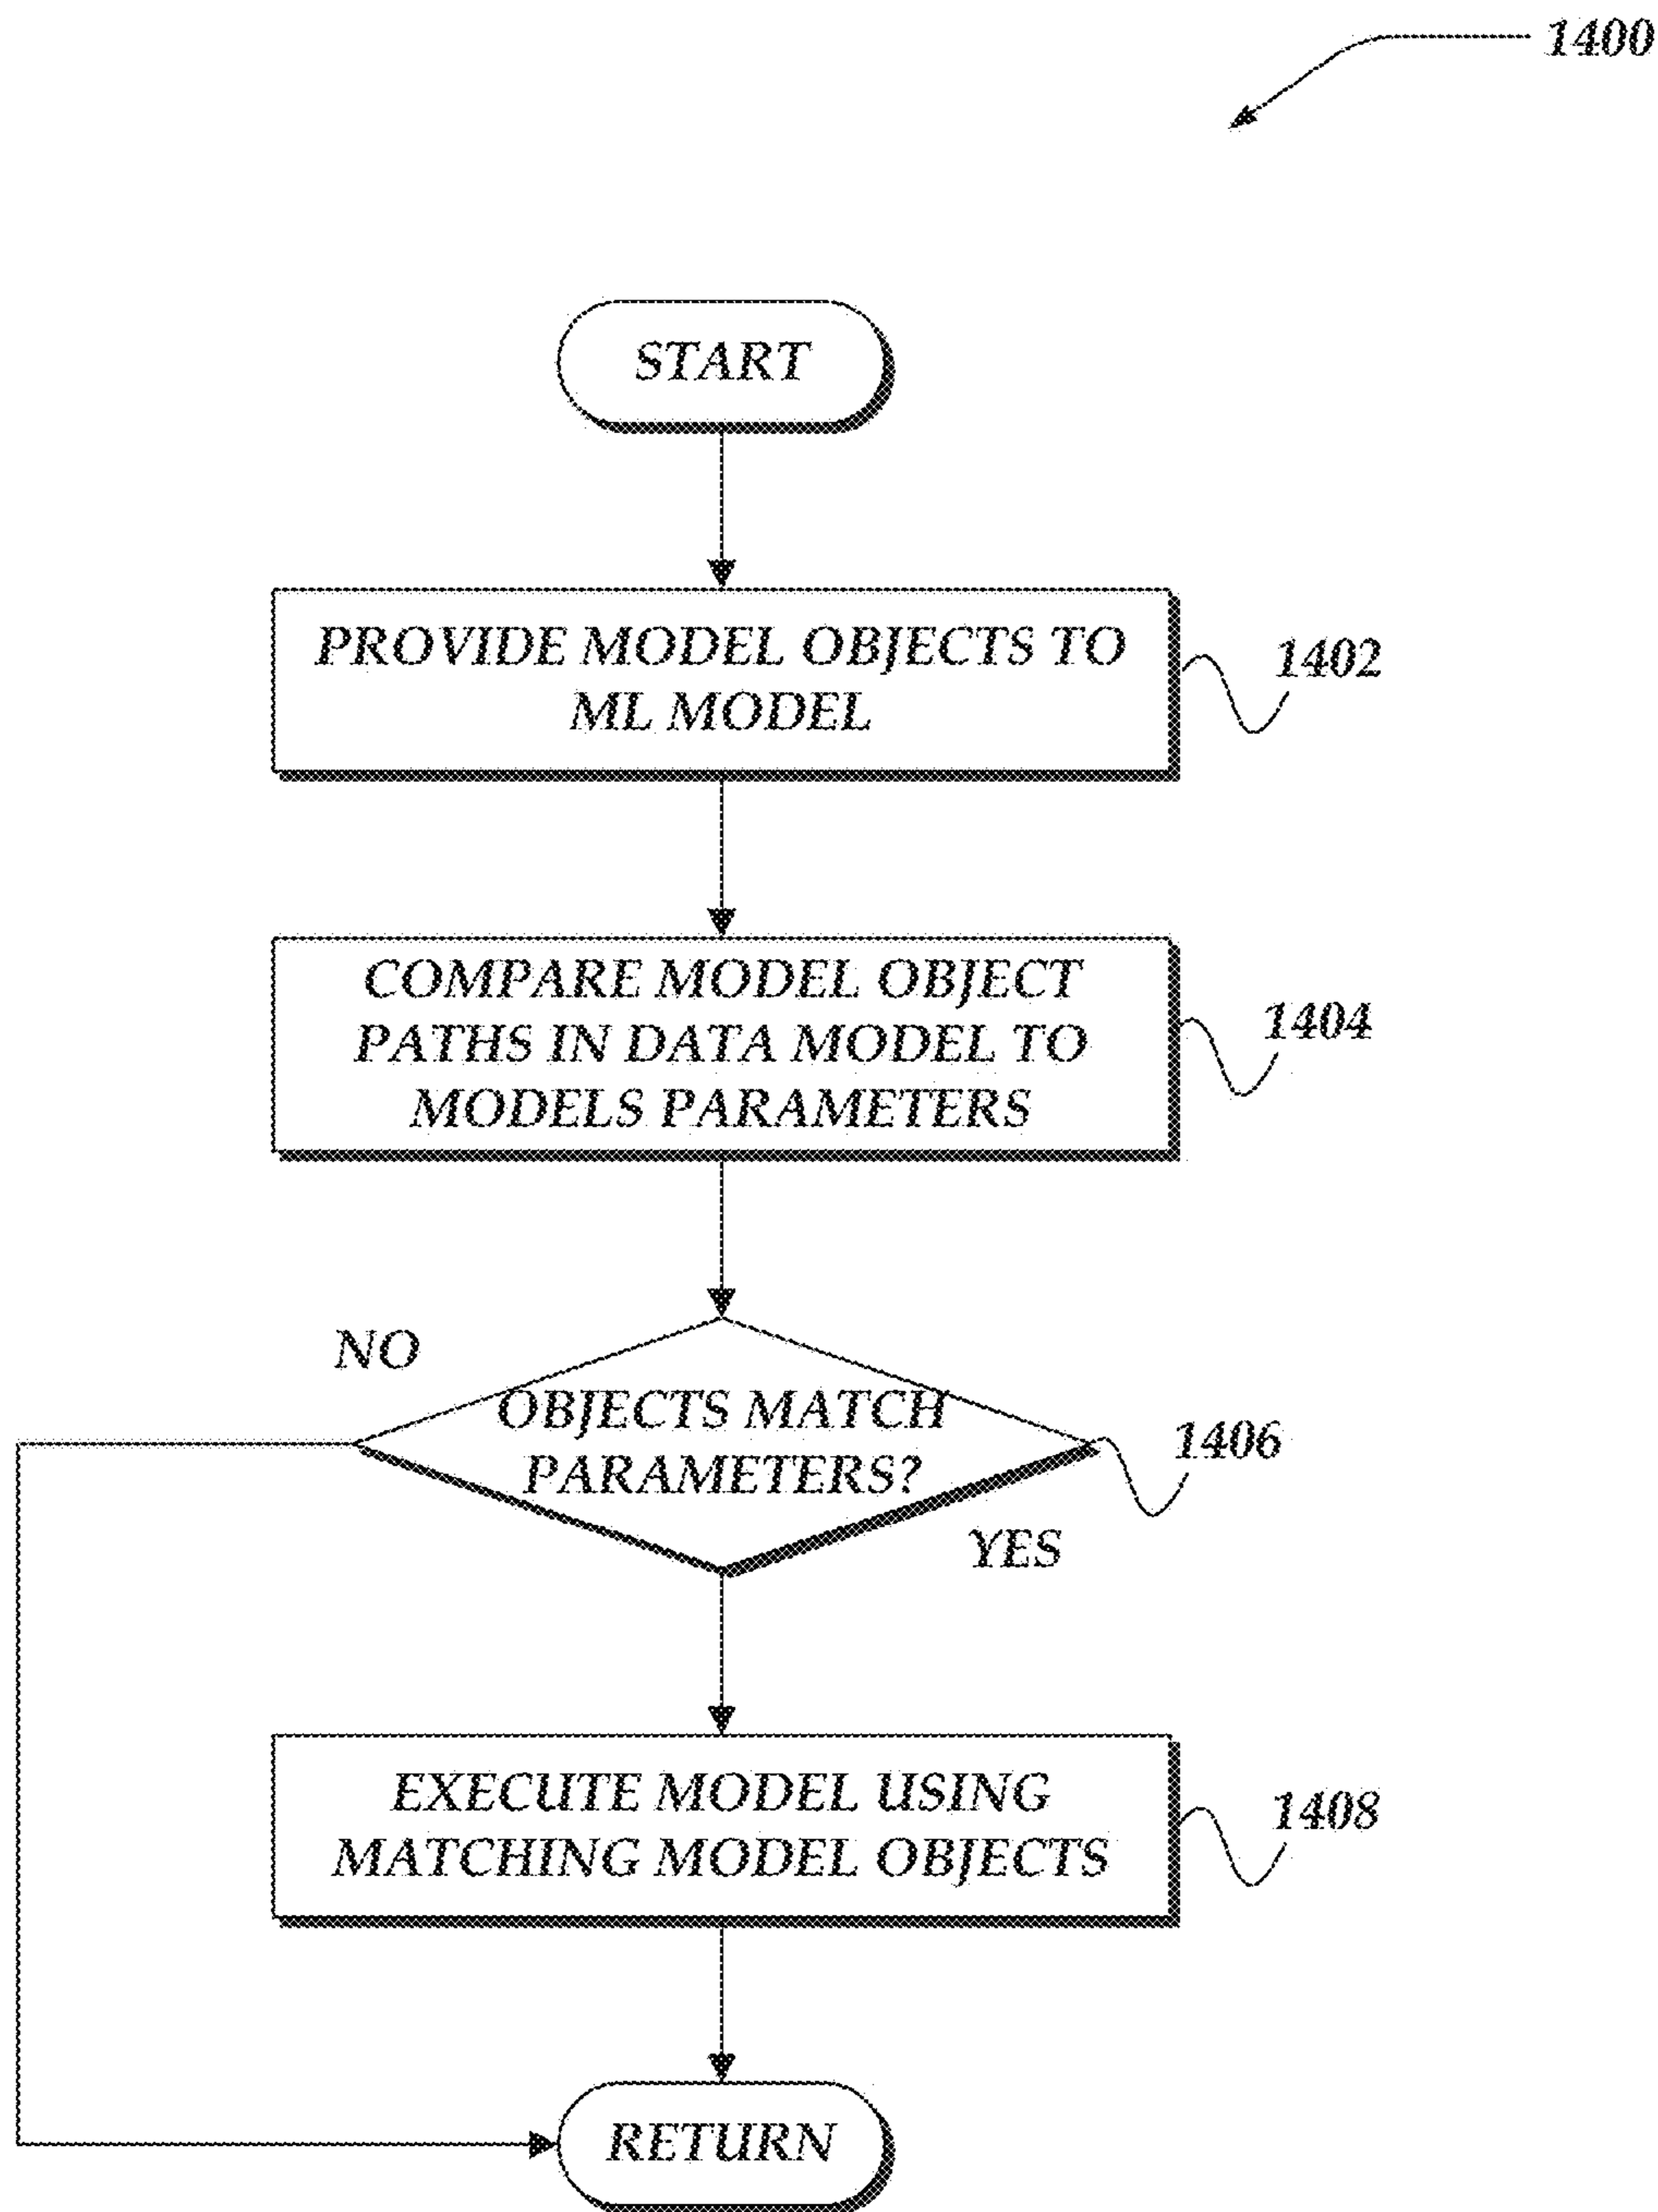 1400
START
PROVIDE MODEL OBJECTS TO
ML MODEL
1402
COMPARE MODEL OBJECT
PATHS IN DATA MODEL TO
MODELS PARAMETERS
1404
NO
OBJECTS MATCH
PARAMETERS?
1406
YES
EXECUTE MODEL USING
MATCHING MODEL OBJECTS
1408
RETURN